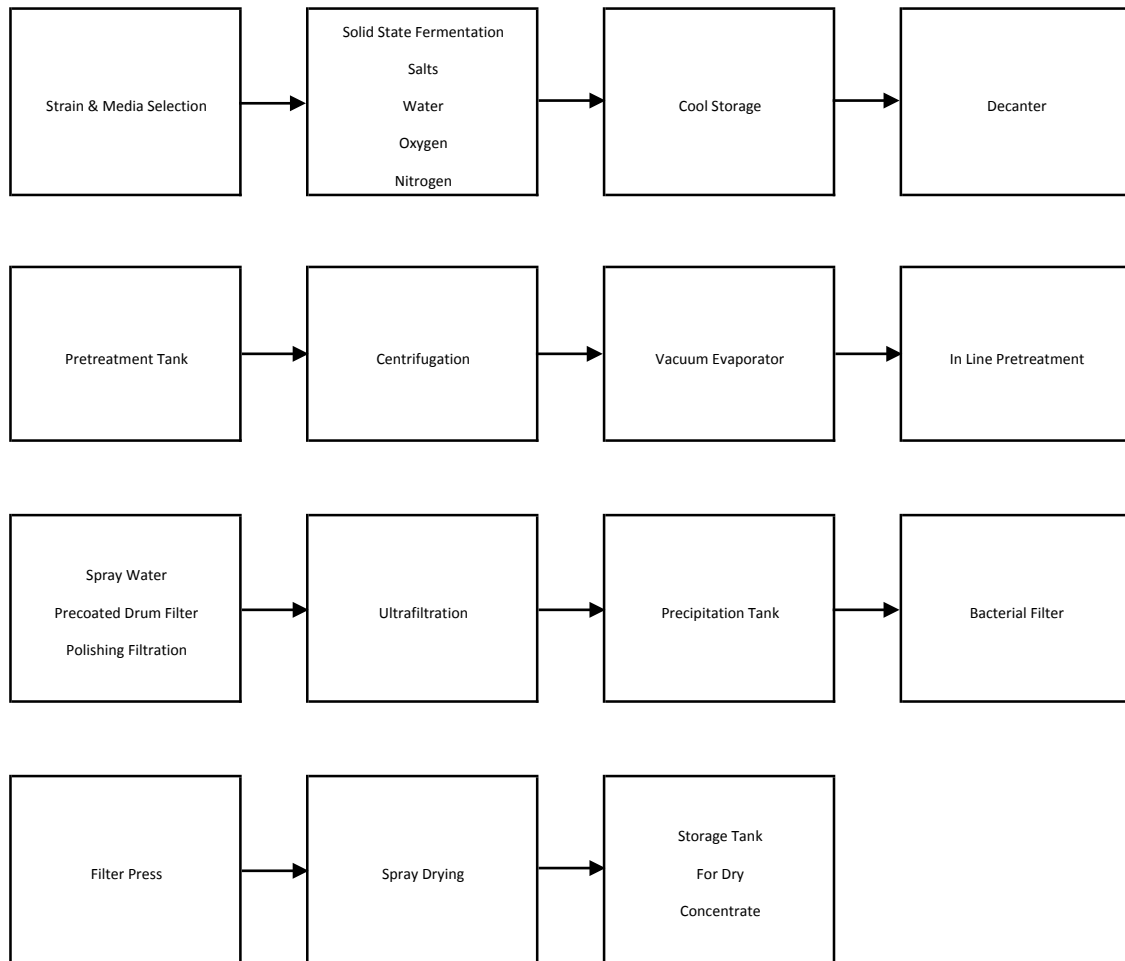 Strain & Media Selection
Solid State Fermentation
Salts
Water
Oxygen
Nitrogen
Cool Storage
Decanter
Pretreatment Tank
Centrifugation
Vacuum Evaporator
In Line Pretreatment
Spray Water
Precoated Drum Filter
Polishing Filtration
Ultrafiltration
Precipitation Tank
Bacterial Filter
Filter Press
Spray Drying
Storage Tank
For Dry
Concentrate